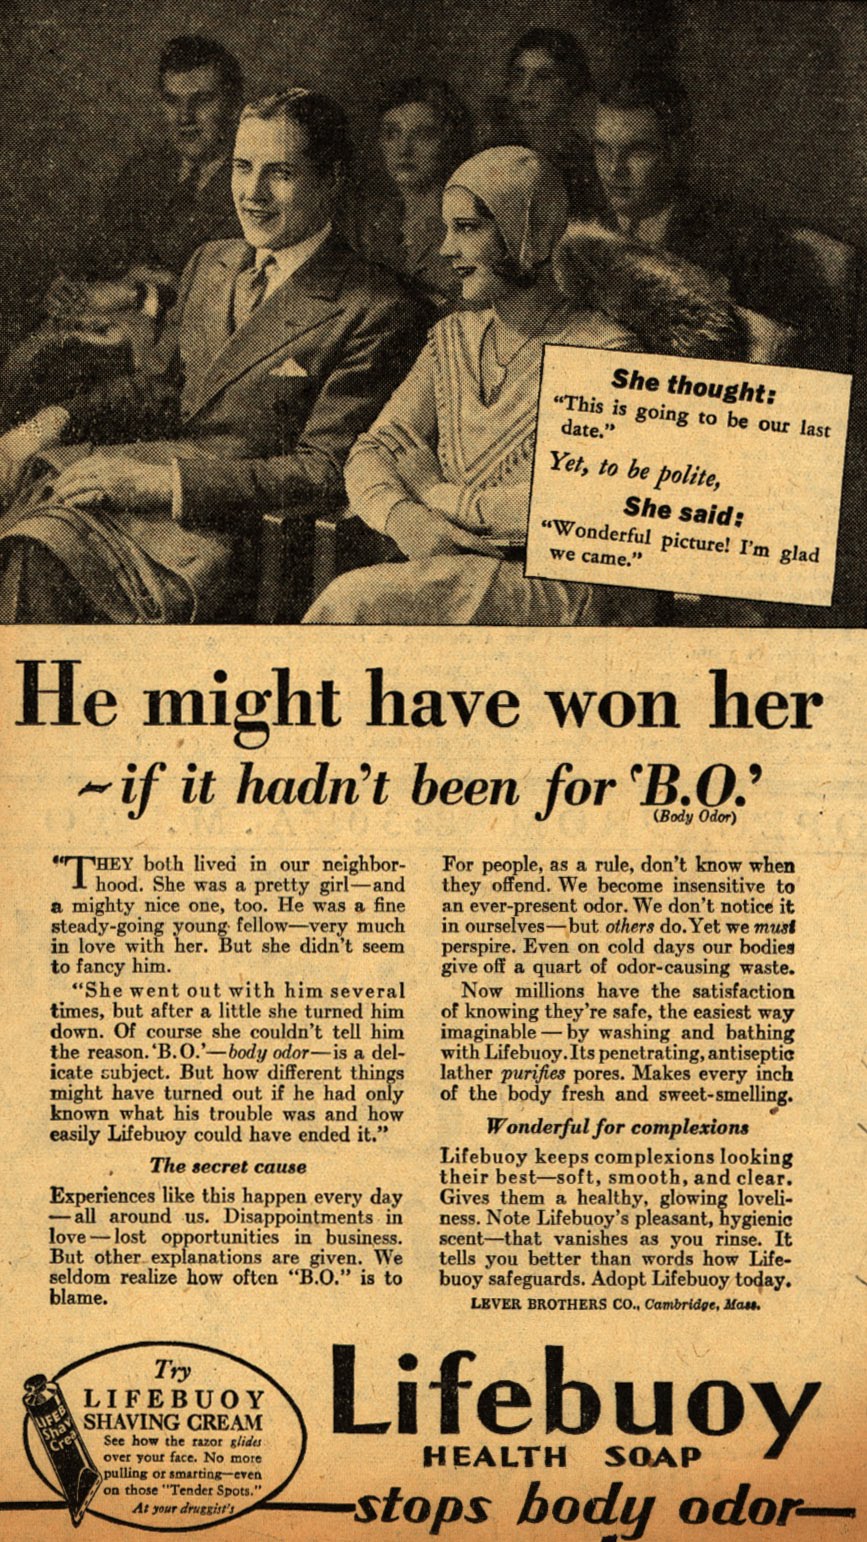 She thought:
“This is going to be our last
date.”
Yet, to be polite,
She said:
“Wonderful picture! I'm glad
we came.”
He might have won her
~if it hadn't been for ‘B.O.’
(Body Odor)
“THEY both lived in our neighbor-
hood. She was a pretty girl—and
a mighty nice one, too. He was a fine
steady-going young fellow—very much
in love with her. But she didn't seem
to fancy him.
“She went out with him several
times, but after a little she turned him
down. Of course she couldn't tell him
the reason. ‘B.O.’—body odor—is a del-
icate subject. But how different things
might have turned out if he had only
known what his trouble was and how
easily Lifebuoy could have ended it.”
The secret cause
Experiences like this happen every day
—all around us. Disappointments in
love—lost opportunities in business.
But other explanations are given. We
seldom realize how often “B.O.” is to
blame.
For people, as a rule, don't know when
they offend. We become insensitive to
an ever-present odor. We don't notice it
in ourselves—but others do. Yet we must
perspire. Even on cold days our bodies
give off a quart of odor-causing waste.
Now millions have the satisfaction
of knowing they're safe, the easiest way
imaginable—by washing and bathing
with Lifebuoy. Its penetrating, antiseptic
lather purifies pores. Makes every inch
of the body fresh and sweet-smelling.
Wonderful for complexions
Lifebuoy keeps complexions looking
their best—soft, smooth, and clear.
Gives them a healthy, glowing loveli-
ness. Note Lifebuoy's pleasant, hygienic
scent—that vanishes as you rinse. It
tells you better than words how Life-
buoy safeguards. Adopt Lifebuoy today.
LEVER BROTHERS CO., Cambridge, Mass.
Try
LIFEBUOY
SHAVING CREAM
See how the razor glides
over your face. No more
pulling or smarting—even
on those "Tender Spots."
At your druggist's
LIFEB
Shav
Crea
Lifebuoy
HEALTH SOAP
—stops body odor—